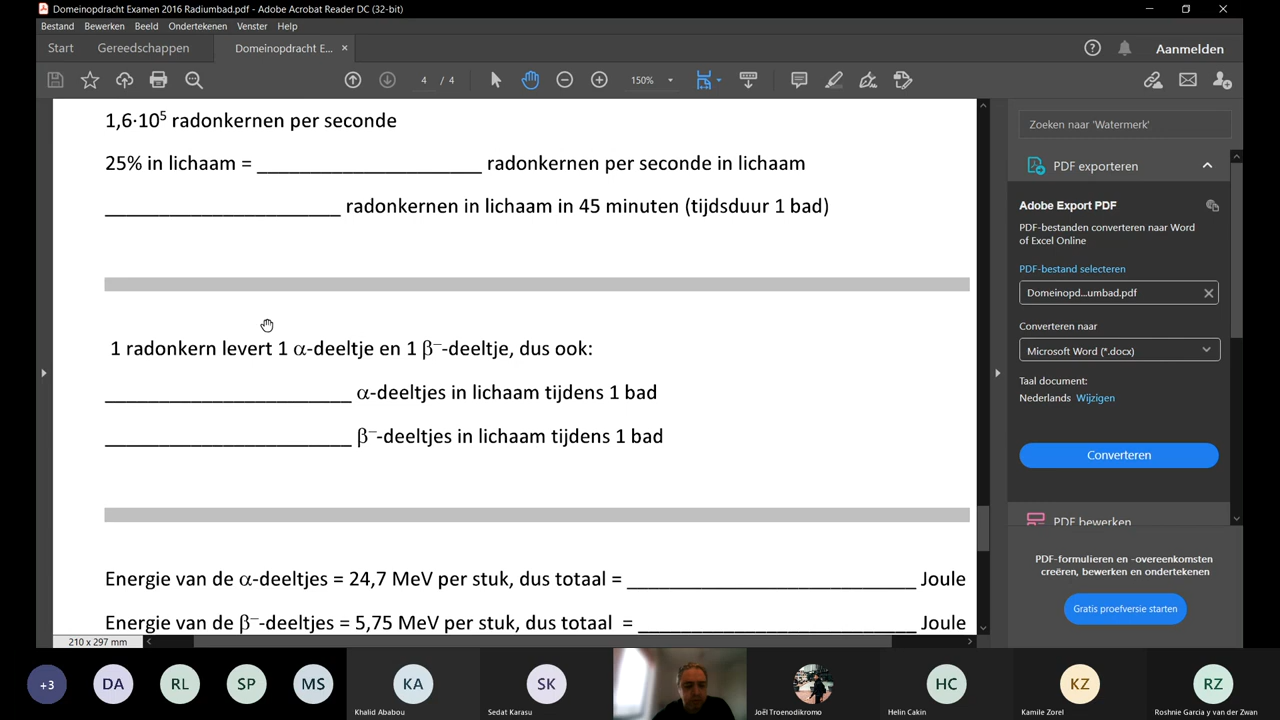 Domeinopdracht Examen 2016 Radiumbad.pdf - Adobe Acrobat Reader DC (32-bit)
Bestand Bewerken Beeld Ondertekenen Venster Help
Start Gereedschappen Domeinopdracht E... × Aanmelden
4 / 4 150%
1,6·10⁵ radonkernen per seconde
25% in lichaam = _____________________ radonkernen per seconde in lichaam
______________________ radonkernen in lichaam in 45 minuten (tijdsduur 1 bad)
1 radonkern levert 1 α-deeltje en 1 β⁻-deeltje, dus ook:
_______________________ α-deeltjes in lichaam tijdens 1 bad
_______________________ β⁻-deeltjes in lichaam tijdens 1 bad
Energie van de α-deeltjes = 24,7 MeV per stuk, dus totaal = ___________________________ Joule
Energie van de β⁻-deeltjes = 5,75 MeV per stuk, dus totaal = __________________________ Joule
210 x 297 mm
Zoeken naar 'Watermerk'
PDF exporteren
Adobe Export PDF
PDF-bestanden converteren naar Word
of Excel Online
PDF-bestand selecteren
Domeinopd...umbad.pdf
Converteren naar
Microsoft Word (*.docx)
Taal document:
Nederlands Wijzigen
Converteren
PDF bewerken
PDF-formulieren en -overeenkomsten
creëren, bewerken en ondertekenen
Gratis proefversie starten
+3 DA RL SP MS KA SK HC KZ RZ
Khalid Ababou Sedat Karasu Joël Troenodikromo Helin Cakin Kamile Zorel Roshnie Garcia y van der Zwan